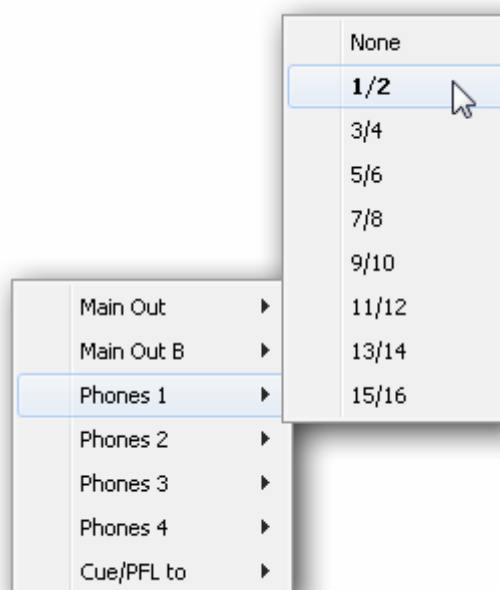 None
1/2
3/4
5/6
7/8
9/10
11/12
13/14
15/16
Main Out
Main Out B
Phones 1
Phones 2
Phones 3
Phones 4
Cue/PFL to